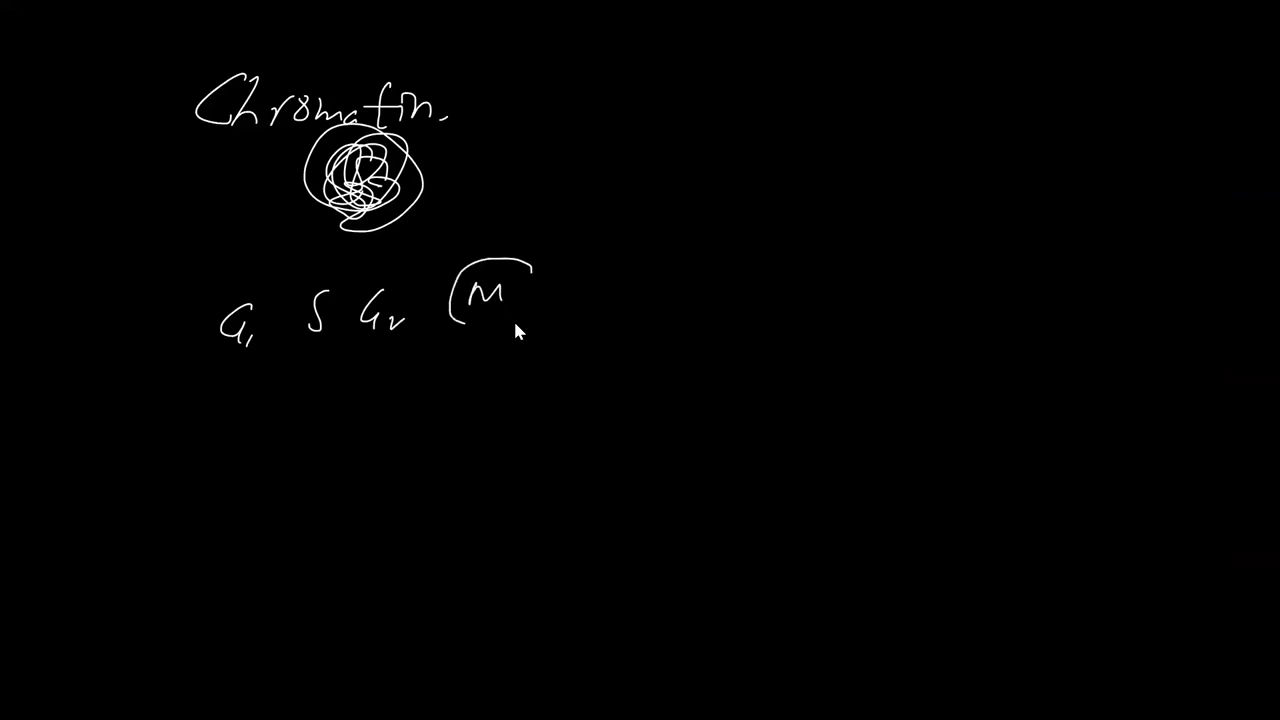 Chromatin.
G₁ S G₂ (M